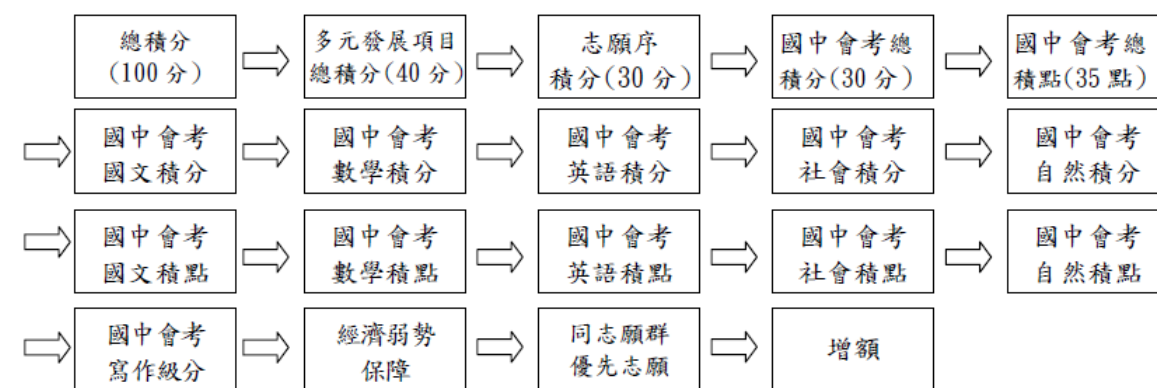 總積分
(100 分)
多元發展項目
總積分(40 分)
志願序
積分(30 分)
國中會考總
積分(30 分)
國中會考總
積點(35 點)
國中會考
國文積分
國中會考
數學積分
國中會考
英語積分
國中會考
社會積分
國中會考
自然積分
國中會考
國文積點
國中會考
數學積點
國中會考
英語積點
國中會考
社會積點
國中會考
自然積點
國中會考
寫作級分
經濟弱勢
保障
同志願群
優先志願
增額